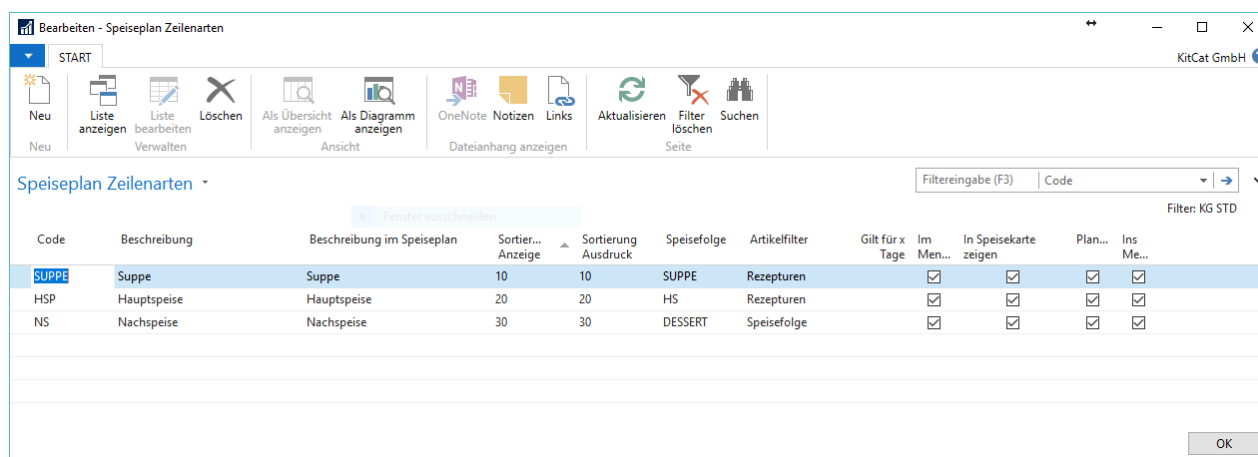 Bearbeiten - Speiseplan Zeilenarten
START
KitCat GmbH
Neu
Liste anzeigen
Liste bearbeiten
Löschen
Als Übersicht anzeigen
Als Diagramm anzeigen
OneNote
Notizen
Links
Aktualisieren
Filter löschen
Suchen
Neu
Verwalten
Ansicht
Dateianhang anzeigen
Seite
Speiseplan Zeilenarten
Filtereingabe (F3)
Code
Fenster ausschneiden
Filter: KG STD
Code Beschreibung Beschreibung im Speiseplan Sortier... Anzeige Sortierung Ausdruck Speisefolge Artikelfilter Gilt für x Tage Im Men... In Speisekarte zeigen Plan... Ins Me...
SUPPE Suppe Suppe 10 10 SUPPE Rezepturen
HSP Hauptspeise Hauptspeise 20 20 HS Rezepturen
NS Nachspeise Nachspeise 30 30 DESSERT Speisefolge
OK